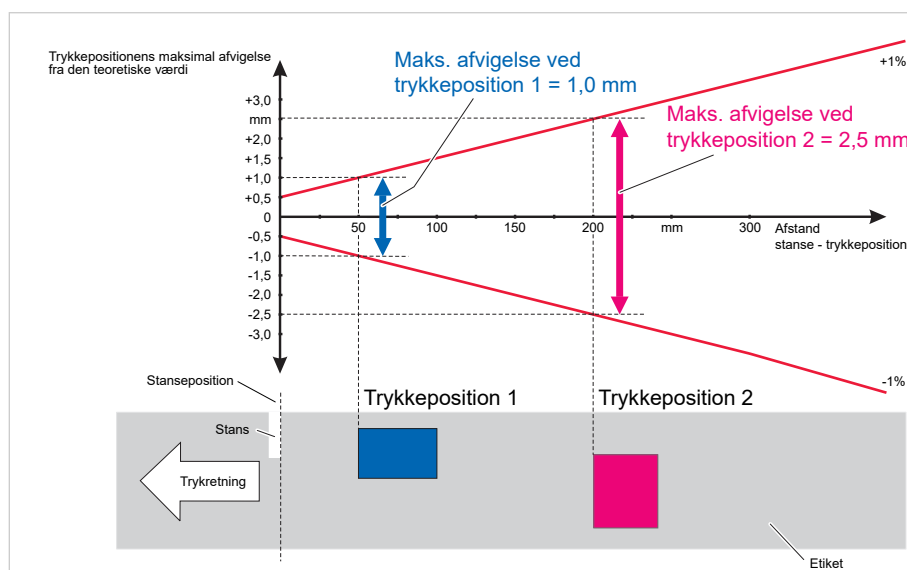 Trykkepositionens maksimal afvigelse
fra den teoretiske værdi
Maks. afvigelse ved
trykkeposition 1 = 1,0 mm
+1%
Maks. afvigelse ved
trykkeposition 2 = 2,5 mm
+3,0
mm
+2,0
+1,5
+1,0
+0,5
0
-0,5
-1,0
-1,5
-2,0
-2,5
-3,0
50
100
150
200
mm
300
Afstand
stanse - trykkeposition
-1%
Stanseposition
Trykkeposition 1
Trykkeposition 2
Stans
Trykretning
Etiket